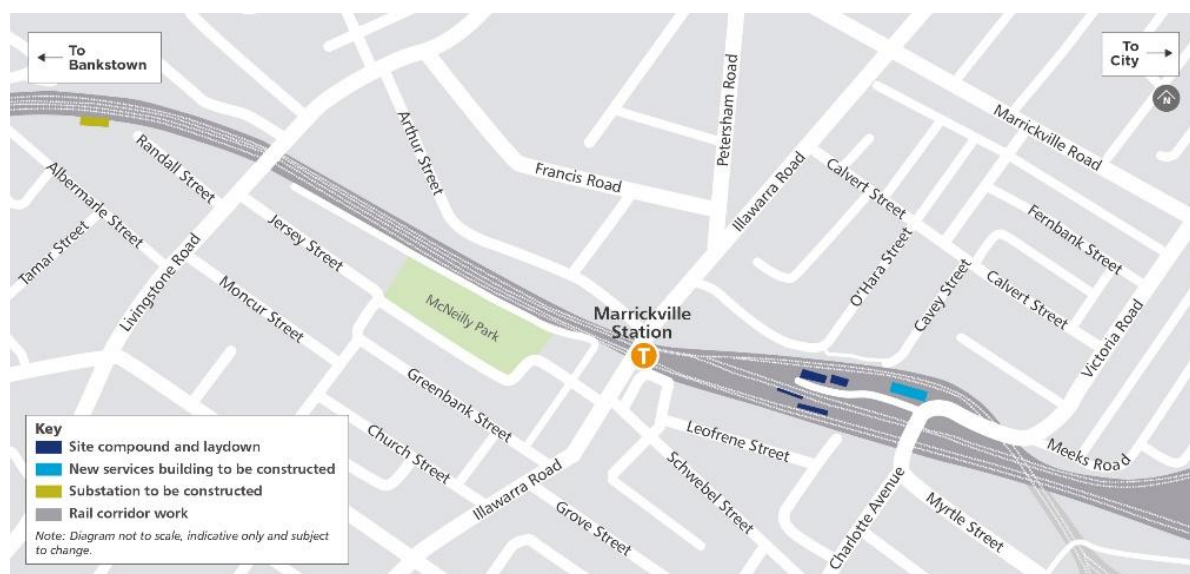 To
Bankstown
To
City
N
Marrickville Road
Petersham Road
Arthur Street
Francis Road
Illawarra Road
Calvert Street
Randall Street
Albermarle Street
Fernbank Street
Jersey Street
O'Hara Street
Cavey Street
Calvert Street
Tamar Street
Livingstone Road
Moncur Street
McNeilly Park
Marrickville
Station
T
Victoria Road
Greenbank Street
Church Street
Leofrene Street
Schwebel Street
Meeks Road
Illawarra Road
Grove Street
Charlotte Avenue
Myrtle Street
Key
Site compound and laydown
New services building to be constructed
Substation to be constructed
Rail corridor work
Note: Diagram not to scale, indicative only and subject
to change.